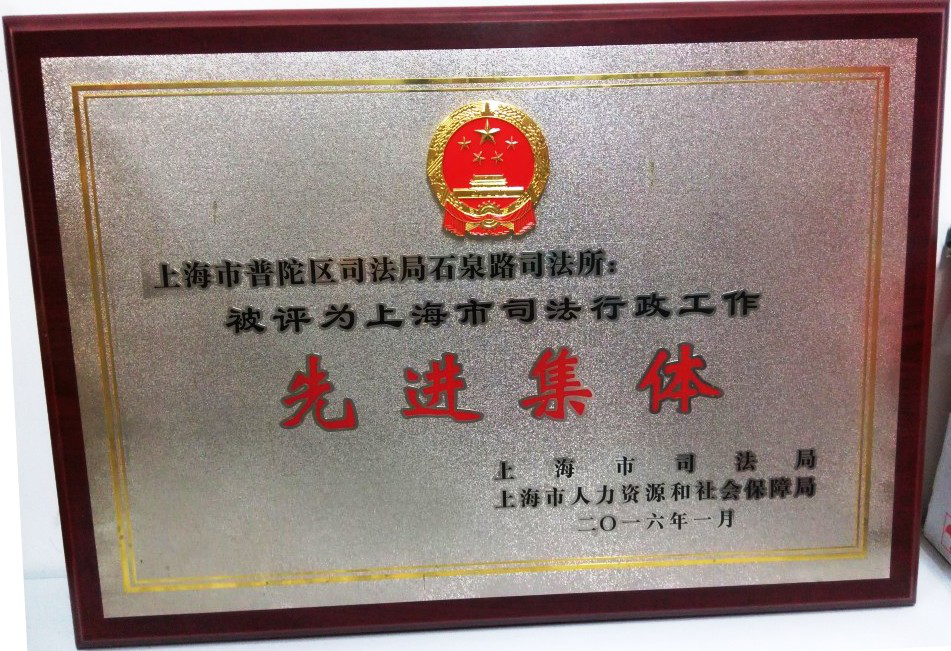 上海市普陀区司法局石泉路司法所：
被评为上海市司法行政工作
先进集体
上海市司法局
上海市人力资源和社会保障局
二〇一六年一月